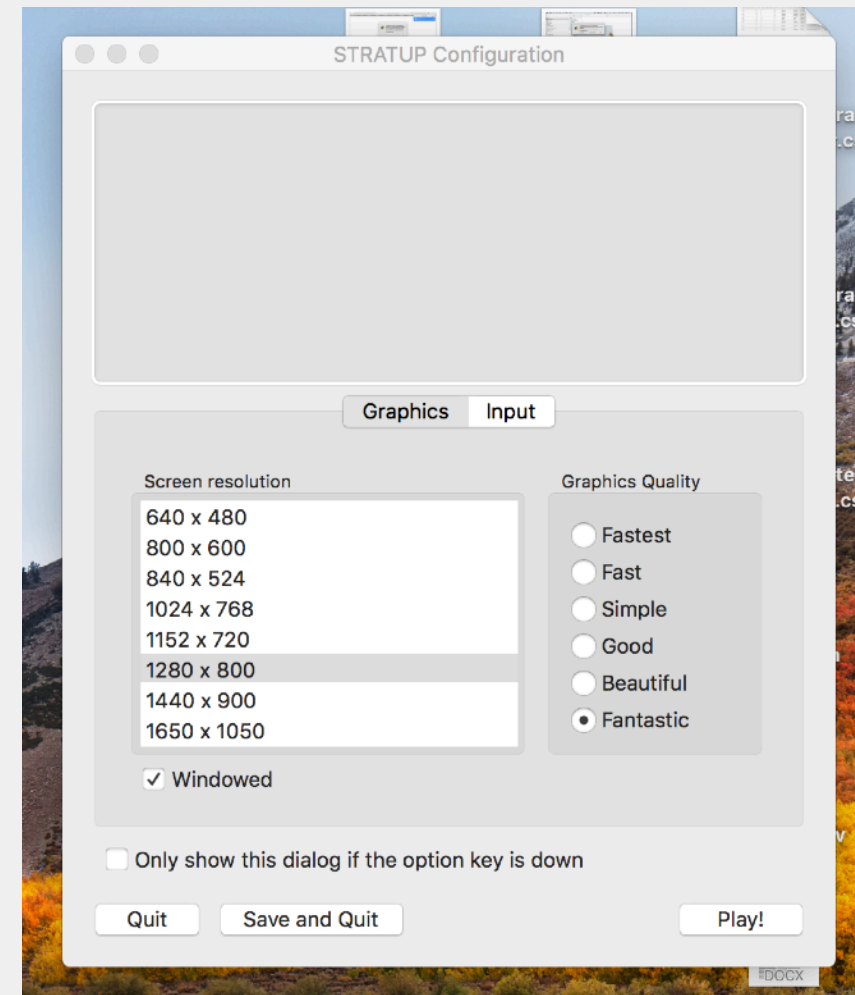 STRATUP Configuration
Graphics Input
Screen resolution
640 x 480
800 x 600
840 x 524
1024 x 768
1152 x 720
1280 x 800
1440 x 900
1650 x 1050
Windowed
Graphics Quality
Fastest
Fast
Simple
Good
Beautiful
Fantastic
Only show this dialog if the option key is down
Quit Save and Quit Play!
DOCX